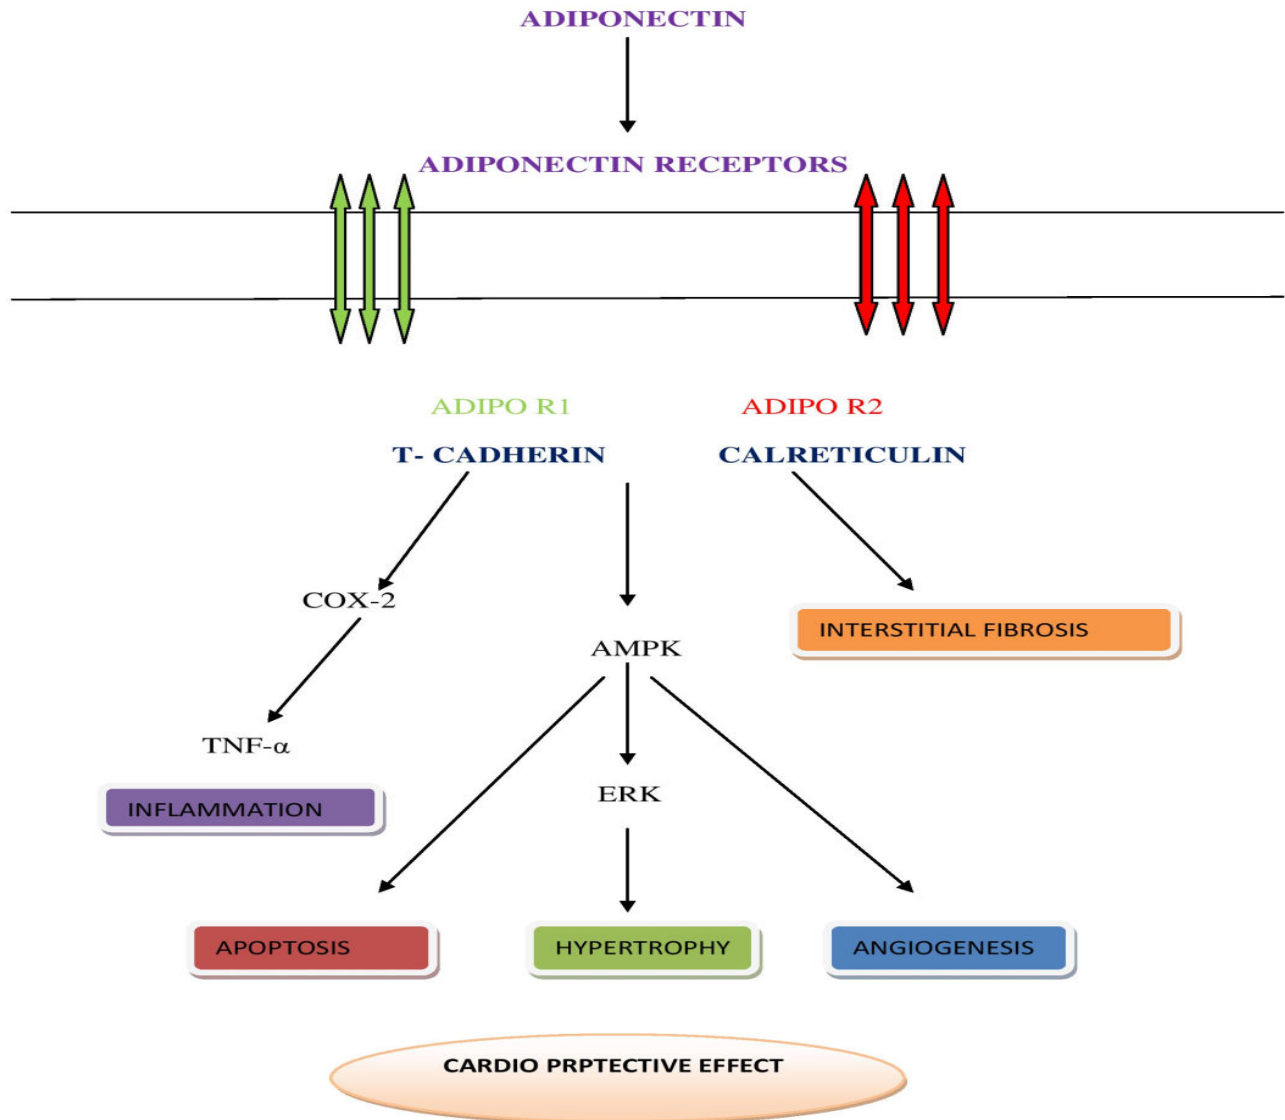 ADIPONECTIN
ADIPONECTIN RECEPTORS
ADIPO R1
ADIPO R2
T- CADHERIN
CALRETICULIN
COX-2
INTERSTITIAL FIBROSIS
AMPK
TNF-α
ERK
INFLAMMATION
APOPTOSIS
HYPERTROPHY
ANGIOGENESIS
CARDIO PRPTECTIVE EFFECT